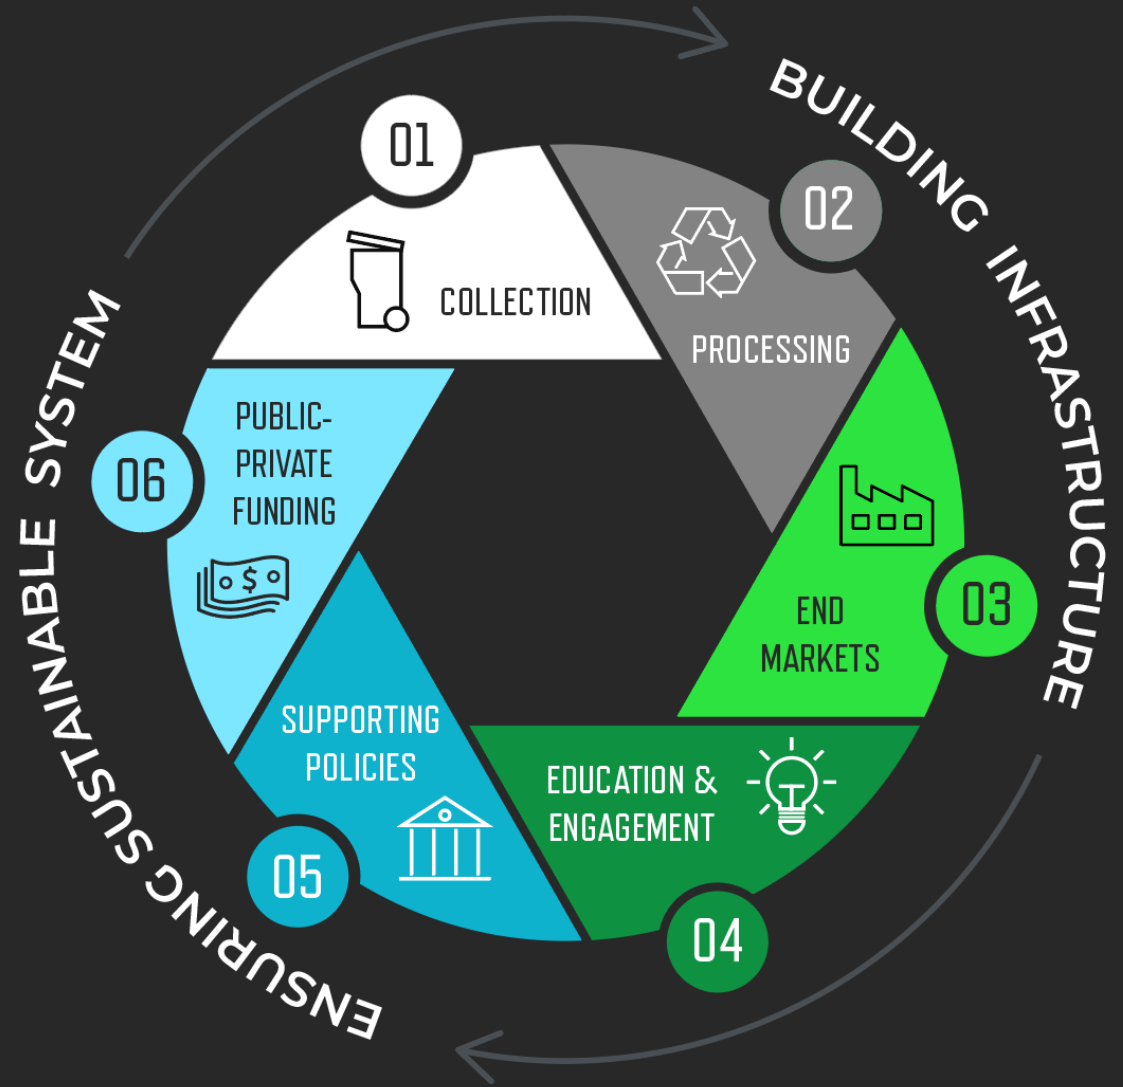 01
COLLECTION
02
PROCESSING
03
END
MARKETS
04
EDUCATION &
ENGAGEMENT
05
SUPPORTING
POLICIES
06
PUBLIC-
PRIVATE
FUNDING
$
BUILDING INFRASTRUCTURE
ENSURING SUSTAINABLE SYSTEM